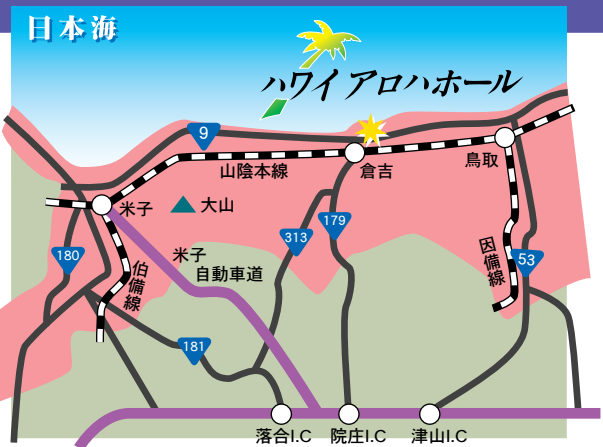 日本海
ハワイ アロハホール
9
山陰本線
倉吉
鳥取
米子
大山
313
179
米子
自動車道
180
伯備線
因備線
53
181
落合I.C
院庄I.C
津山I.C